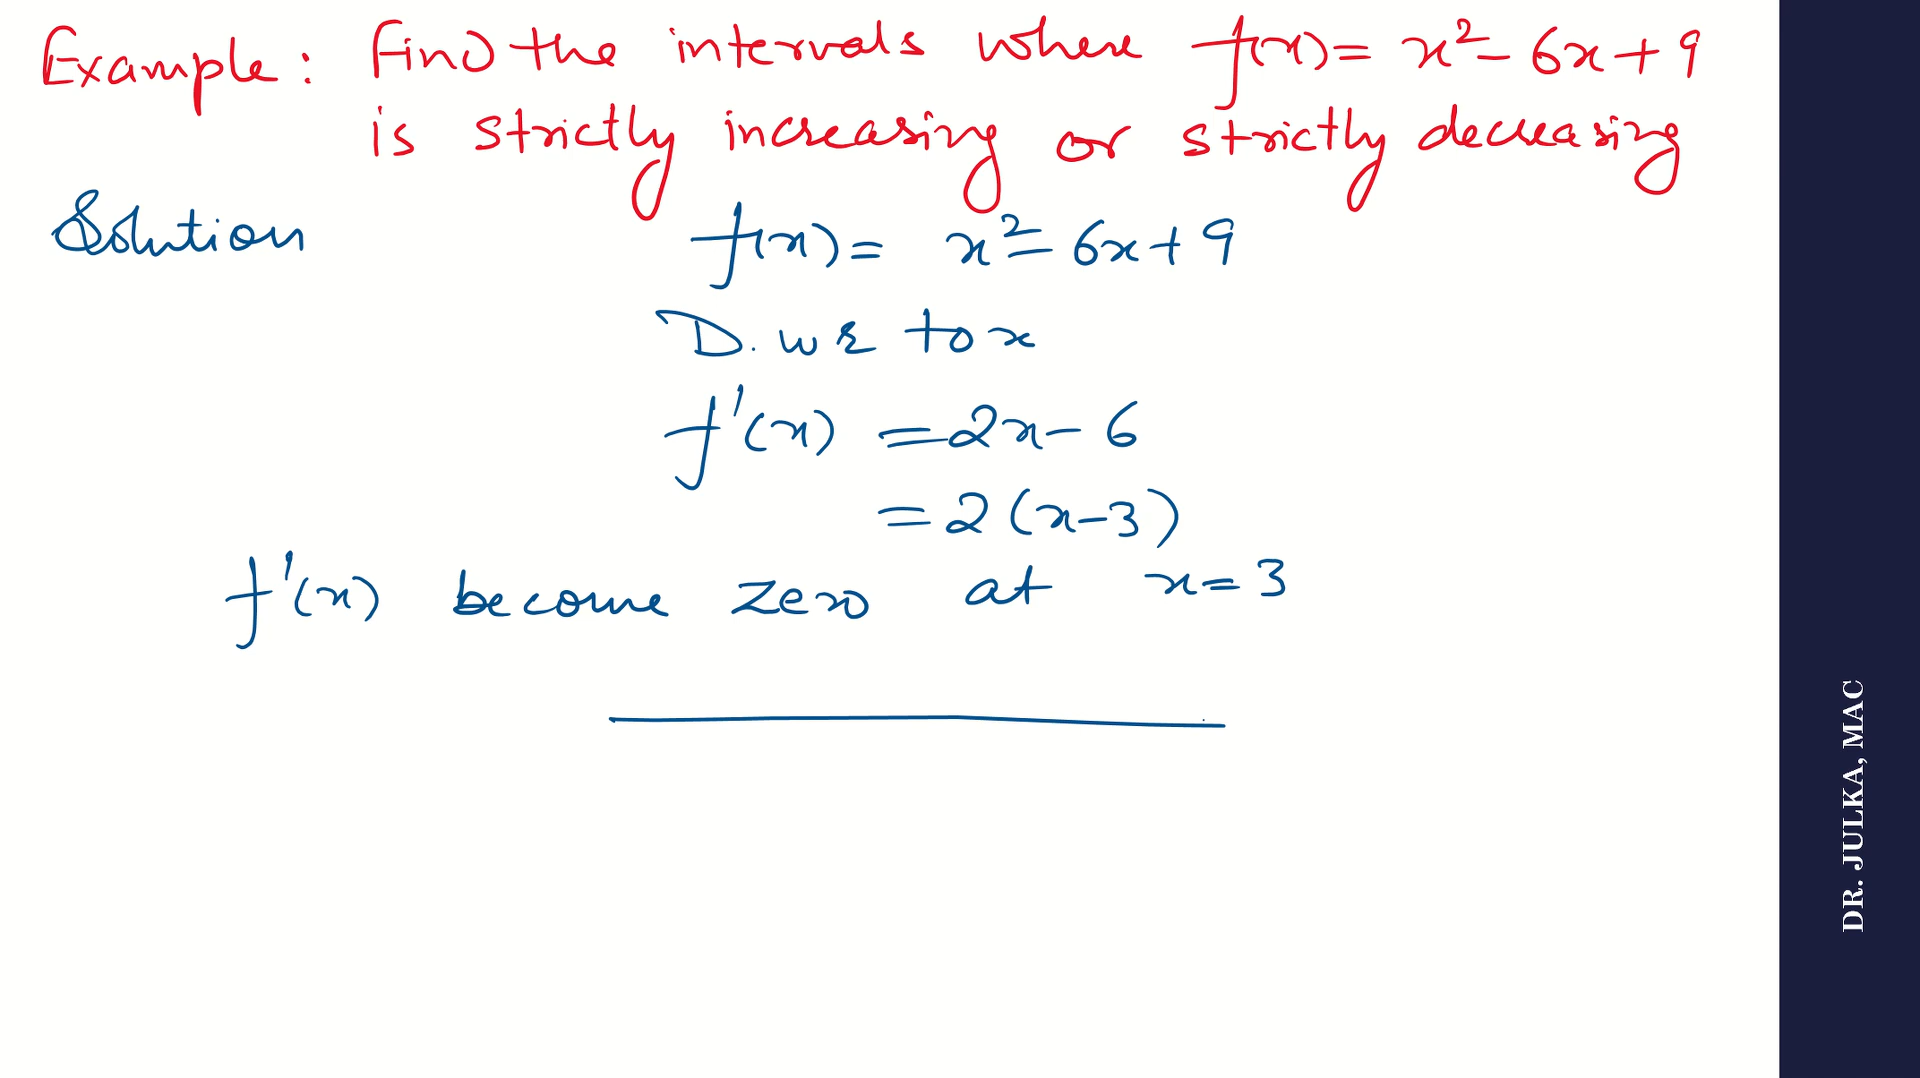 Example: Find the intervals where f(x) = x² - 6x + 9
is strictly increasing or strictly decreasing
Solution
f(x) = x² - 6x + 9
D. wr to x
f'(x) = 2x - 6
= 2 (x-3)
f'(x) become zero at x = 3
DR. JULKA, MAC